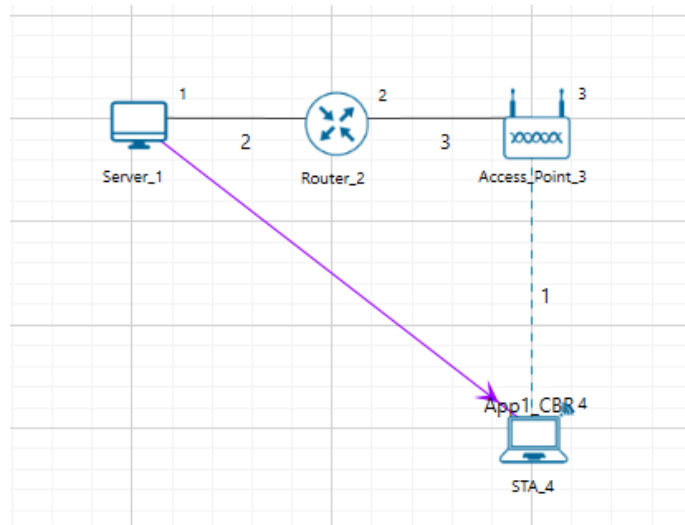 1
2
3
2
3
Server_1
Router_2
Access_Point_3
1
App1_CBR 4
STA_4